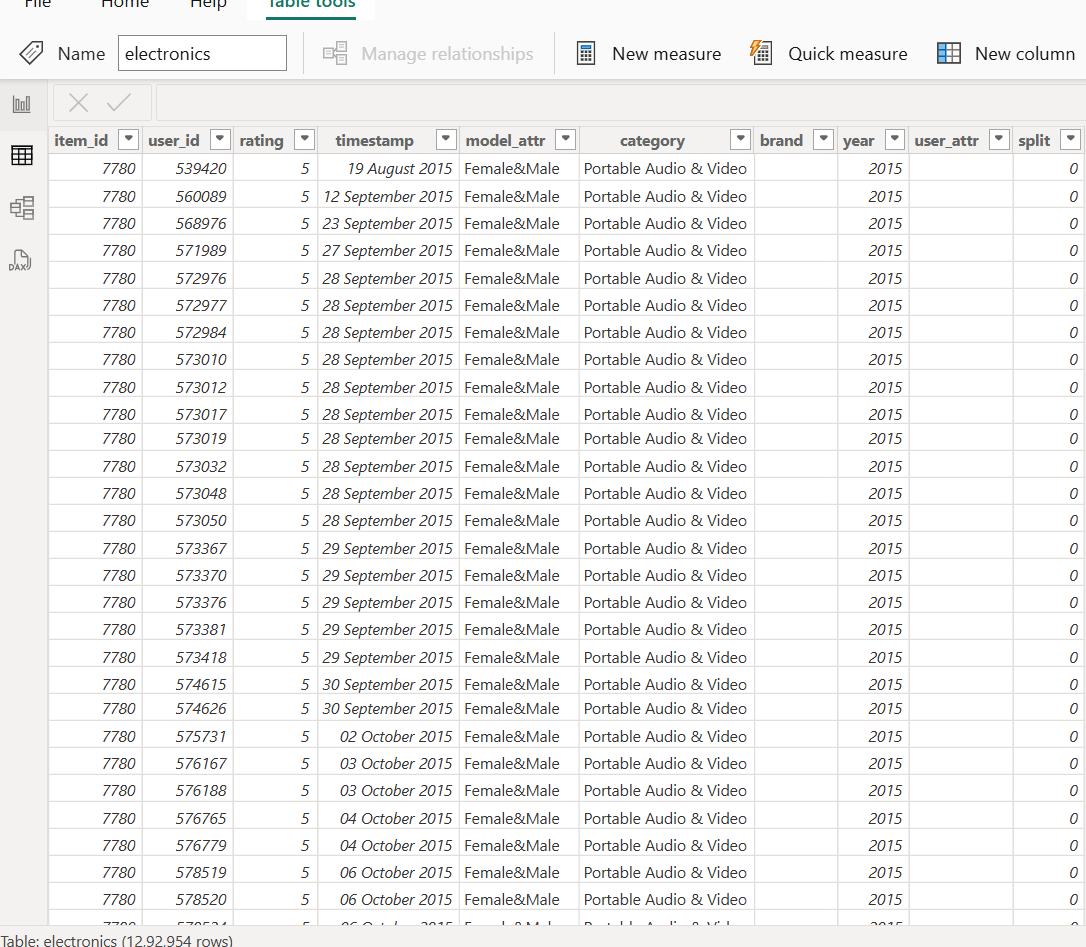 File Home Help Table tools
Name electronics Manage relationships New measure Quick measure New column
item_id user_id rating timestamp model_attr category brand year user_attr split
7780 539420 5 19 August 2015 Female&Male Portable Audio & Video 2015 0
7780 560089 5 12 September 2015 Female&Male Portable Audio & Video 2015 0
7780 568976 5 23 September 2015 Female&Male Portable Audio & Video 2015 0
7780 571989 5 27 September 2015 Female&Male Portable Audio & Video 2015 0
7780 572976 5 28 September 2015 Female&Male Portable Audio & Video 2015 0
7780 572977 5 28 September 2015 Female&Male Portable Audio & Video 2015 0
7780 572984 5 28 September 2015 Female&Male Portable Audio & Video 2015 0
7780 573010 5 28 September 2015 Female&Male Portable Audio & Video 2015 0
7780 573012 5 28 September 2015 Female&Male Portable Audio & Video 2015 0
7780 573017 5 28 September 2015 Female&Male Portable Audio & Video 2015 0
7780 573019 5 28 September 2015 Female&Male Portable Audio & Video 2015 0
7780 573032 5 28 September 2015 Female&Male Portable Audio & Video 2015 0
7780 573048 5 28 September 2015 Female&Male Portable Audio & Video 2015 0
7780 573050 5 28 September 2015 Female&Male Portable Audio & Video 2015 0
7780 573367 5 29 September 2015 Female&Male Portable Audio & Video 2015 0
7780 573370 5 29 September 2015 Female&Male Portable Audio & Video 2015 0
7780 573376 5 29 September 2015 Female&Male Portable Audio & Video 2015 0
7780 573381 5 29 September 2015 Female&Male Portable Audio & Video 2015 0
7780 573418 5 29 September 2015 Female&Male Portable Audio & Video 2015 0
7780 574615 5 30 September 2015 Female&Male Portable Audio & Video 2015 0
7780 574626 5 30 September 2015 Female&Male Portable Audio & Video 2015 0
7780 575731 5 02 October 2015 Female&Male Portable Audio & Video 2015 0
7780 576167 5 03 October 2015 Female&Male Portable Audio & Video 2015 0
7780 576188 5 03 October 2015 Female&Male Portable Audio & Video 2015 0
7780 576765 5 04 October 2015 Female&Male Portable Audio & Video 2015 0
7780 576779 5 04 October 2015 Female&Male Portable Audio & Video 2015 0
7780 578519 5 06 October 2015 Female&Male Portable Audio & Video 2015 0
7780 578520 5 06 October 2015 Female&Male Portable Audio & Video 2015 0
DAX
Table: electronics (12,92,954 rows)